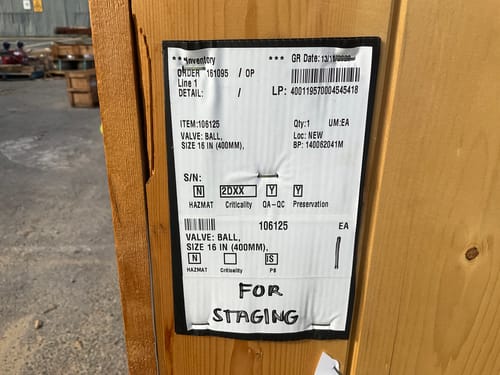 ***Inventory *** GR Date:
ORDER 161095 / OP
Line 1
DETAIL: / LP: 400119570004545418
ITEM:106125 Qty:1 UM:EA
VALVE: BALL, Loc: NEW
SIZE 16 IN (400MM), BP: 140062041M
S/N:
N 2DXX Y Y
HAZMAT Criticality QA-QC Preservation
106125 EA
VALVE: BALL,
SIZE 16 IN (400MM),
N IS
HAZMAT Criticality PS
FOR
STAGING